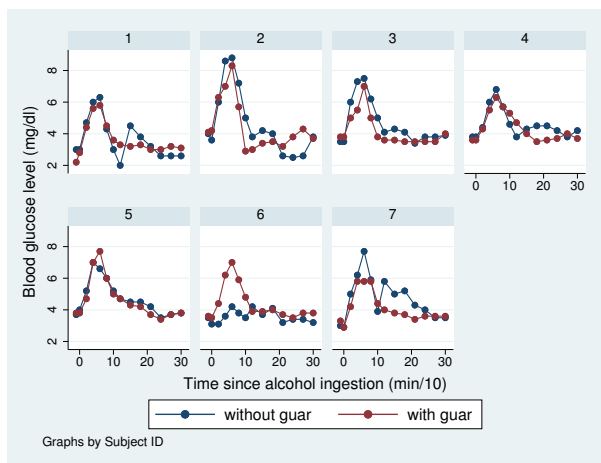 1 2 3 4
8
6
4
2
0 10 20 30
5 6 7
8
6
4
2
0 10 20 30 0 10 20 30 0 10 20 30
Blood glucose level (mg/dl)
Time since alcohol ingestion (min/10)
without guar with guar
Graphs by Subject ID